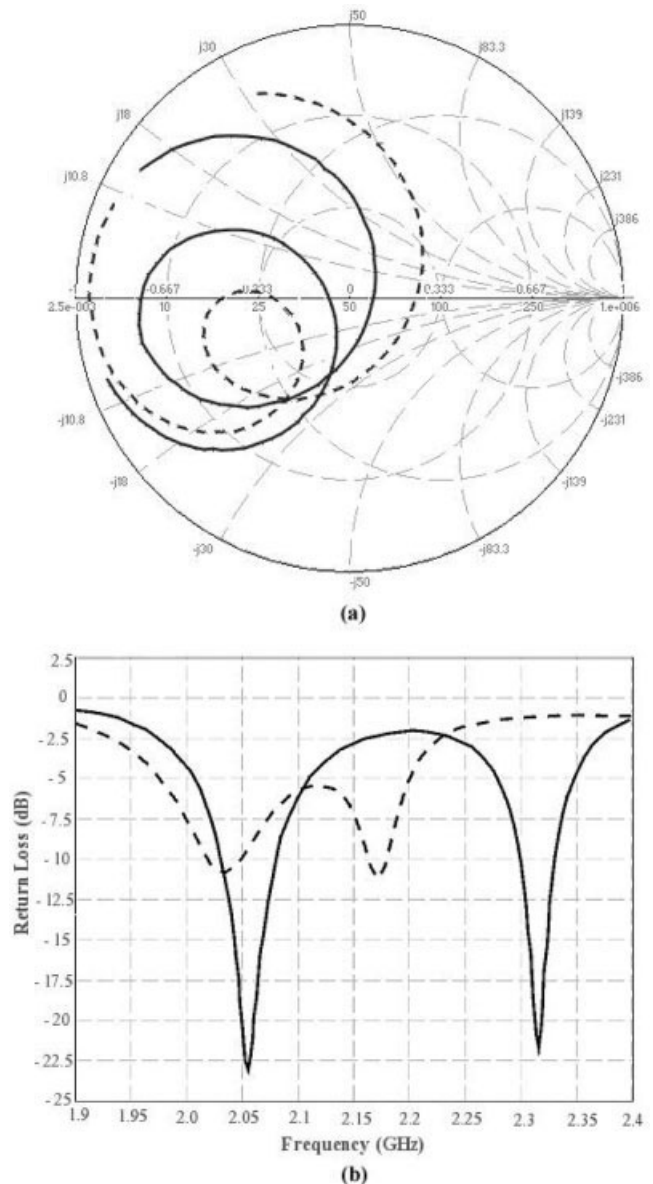 j50
j30 j83.3
j18 j139
j10.8 j231
j386
-1 -0.667 0.333 0 0.333 0.667 1
2.5e-003 10 25 50 100 250 1.e+006
-j386
-j10.8 -j231
-j18 -j139
-j30 -j83.3
-j50
(a)
2.5
0
-2.5
-5
-7.5
-10
-12.5
-15
-17.5
-20
-22.5
-25
Return Loss (dB)
1.9 1.95 2.0 2.05 2.1 2.15 2.2 2.25 2.3 2.35 2.4
Frequency (GHz)
(b)